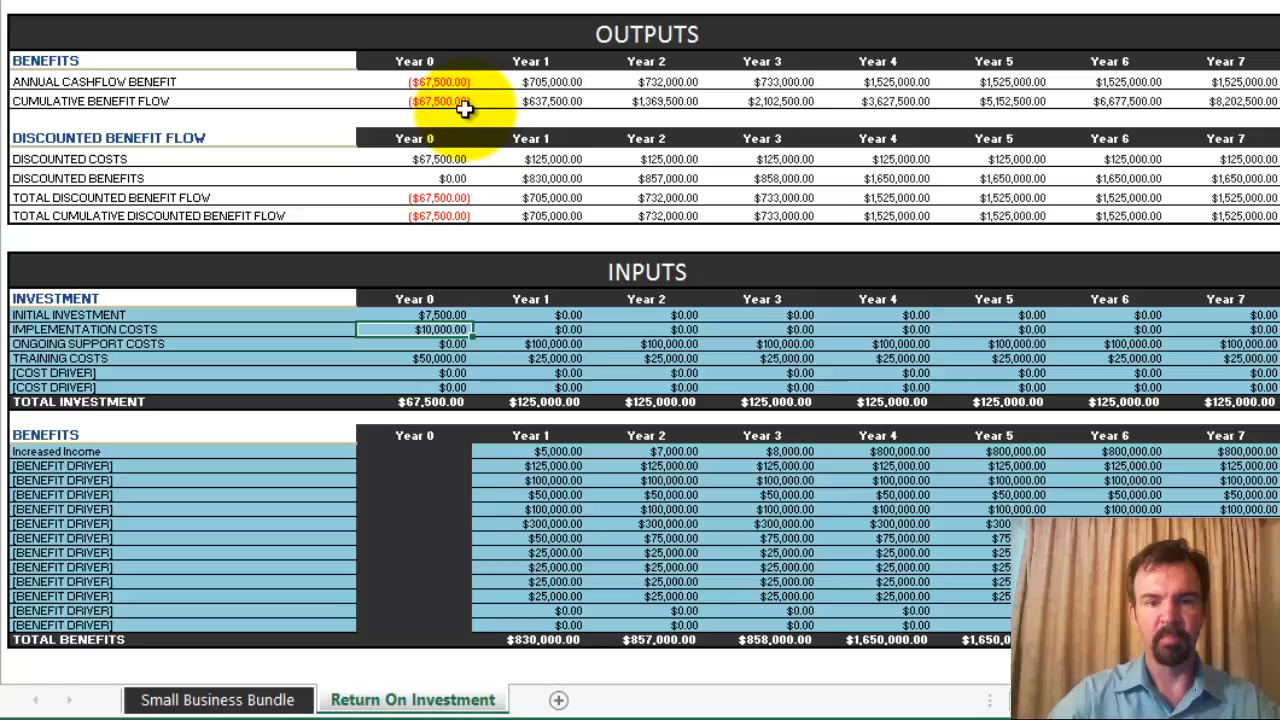 OUTPUTS
BENEFITS Year 0 Year 1 Year 2 Year 3 Year 4 Year 5 Year 6 Year 7
ANNUAL CASHFLOW BENEFIT ($67,500.00) $705,000.00 $732,000.00 $733,000.00 $1,525,000.00 $1,525,000.00 $1,525,000.00 $1,525,000.00
CUMULATIVE BENEFIT FLOW ($67,500.00) $637,500.00 $1,369,500.00 $2,102,500.00 $3,627,500.00 $5,152,500.00 $6,677,500.00 $8,202,500.00
DISCOUNTED BENEFIT FLOW Year 0 Year 1 Year 2 Year 3 Year 4 Year 5 Year 6 Year 7
DISCOUNTED COSTS $67,500.00 $125,000.00 $125,000.00 $125,000.00 $125,000.00 $125,000.00 $125,000.00 $125,000.00
DISCOUNTED BENEFITS $0.00 $830,000.00 $857,000.00 $858,000.00 $1,650,000.00 $1,650,000.00 $1,650,000.00 $1,650,000.00
TOTAL DISCOUNTED BENEFIT FLOW ($67,500.00) $705,000.00 $732,000.00 $733,000.00 $1,525,000.00 $1,525,000.00 $1,525,000.00 $1,525,000.00
TOTAL CUMULATIVE DISCOUNTED BENEFIT FLOW ($67,500.00) $705,000.00 $732,000.00 $733,000.00 $1,525,000.00 $1,525,000.00 $1,525,000.00 $1,525,000.00
INPUTS
INVESTMENT Year 0 Year 1 Year 2 Year 3 Year 4 Year 5 Year 6 Year 7
INITIAL INVESTMENT $7,500.00 $0.00 $0.00 $0.00 $0.00 $0.00 $0.00 $0.00
IMPLEMENTATION COSTS $10,000.00 $0.00 $0.00 $0.00 $0.00 $0.00 $0.00 $0.00
ONGOING SUPPORT COSTS $0.00 $100,000.00 $100,000.00 $100,000.00 $100,000.00 $100,000.00 $100,000.00 $100,000.00
TRAINING COSTS $50,000.00 $25,000.00 $25,000.00 $25,000.00 $25,000.00 $25,000.00 $25,000.00 $25,000.00
[COST DRIVER] $0.00 $0.00 $0.00 $0.00 $0.00 $0.00 $0.00 $0.00
[COST DRIVER] $0.00 $0.00 $0.00 $0.00 $0.00 $0.00 $0.00 $0.00
TOTAL INVESTMENT $67,500.00 $125,000.00 $125,000.00 $125,000.00 $125,000.00 $125,000.00 $125,000.00 $125,000.00
BENEFITS Year 0 Year 1 Year 2 Year 3 Year 4 Year 5 Year 6 Year 7
Increased Income $5,000.00 $7,000.00 $8,000.00 $800,000.00 $800,000.00 $800,000.00 $800,000.00
[BENEFIT DRIVER] $125,000.00 $125,000.00 $125,000.00 $125,000.00 $125,000.00 $125,000.00 $125,000.00
[BENEFIT DRIVER] $100,000.00 $100,000.00 $100,000.00 $100,000.00 $100,000.00 $100,000.00 $100,000.00
[BENEFIT DRIVER] $50,000.00 $50,000.00 $50,000.00 $50,000.00 $50,000.00 $50,000.00 $50,000.00
[BENEFIT DRIVER] $100,000.00 $100,000.00 $100,000.00 $100,000.00 $100,000.00 $100,000.00 $100,000.00
[BENEFIT DRIVER] $300,000.00 $300,000.00 $300,000.00 $300,000.00 $300
[BENEFIT DRIVER] $50,000.00 $75,000.00 $75,000.00 $75,000.00 $75
[BENEFIT DRIVER] $25,000.00 $25,000.00 $25,000.00 $25,000.00 $25
[BENEFIT DRIVER] $25,000.00 $25,000.00 $25,000.00 $25,000.00 $25
[BENEFIT DRIVER] $25,000.00 $25,000.00 $25,000.00 $25,000.00 $25
[BENEFIT DRIVER] $25,000.00 $25,000.00 $25,000.00 $25,000.00 $25
[BENEFIT DRIVER] $0.00 $0.00 $0.00 $0.00
[BENEFIT DRIVER] $0.00 $0.00 $0.00 $0.00
TOTAL BENEFITS $830,000.00 $857,000.00 $858,000.00 $1,650,000.00 $1,650
Small Business Bundle Return On Investment